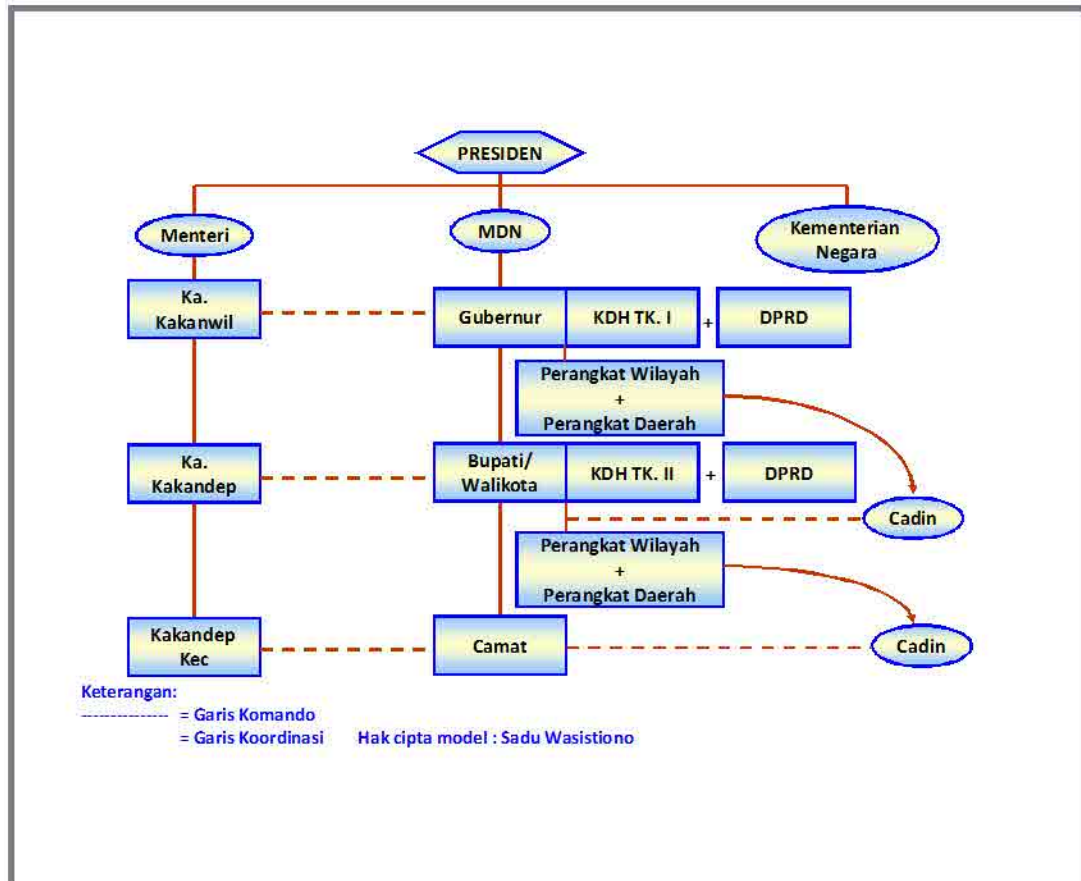 PRESIDEN
Menteri
MDN
Kementerian
Negara
Ka.
Kakanwil
Gubernur
KDH TK. I
+
DPRD
Perangkat Wilayah
+
Perangkat Daerah
Ka.
Kakandep
Bupati/
Walikota
KDH TK. II
+
DPRD
Cadin
Perangkat Wilayah
+
Perangkat Daerah
Kakandep
Kec
Camat
Cadin
Keterangan:
---------------- = Garis Komando
= Garis Koordinasi Hak cipta model : Sadu Wasistiono